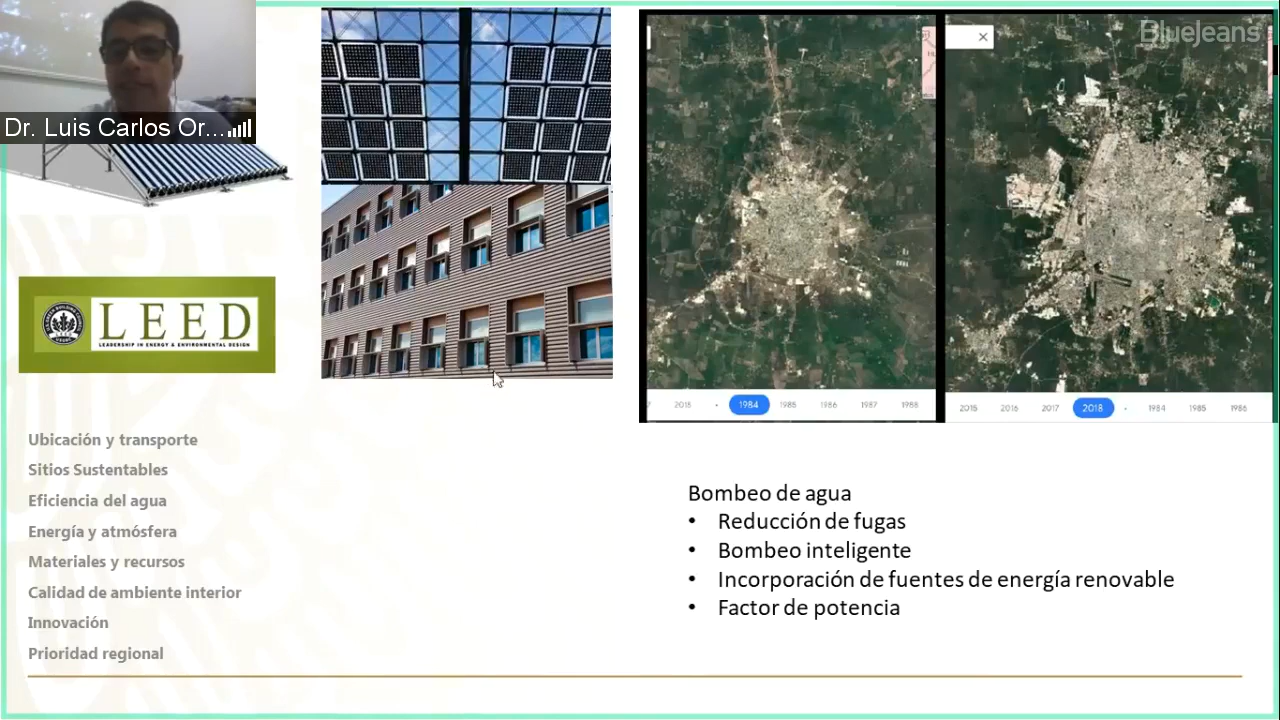 BlueJeans
Dr. Luis Carlos Or...
LEED
LEADERSHIP IN ENERGY & ENVIRONMENTAL DESIGN
2015 1984 1985 1986 1987 1988
2015 2016 2017 2018 1984 1985 1986
Ubicación y transporte
Sitios Sustentables
Eficiencia del agua
Energía y atmósfera
Materiales y recursos
Calidad de ambiente interior
Innovación
Prioridad regional
Bombeo de agua
• Reducción de fugas
• Bombeo inteligente
• Incorporación de fuentes de energía renovable
• Factor de potencia